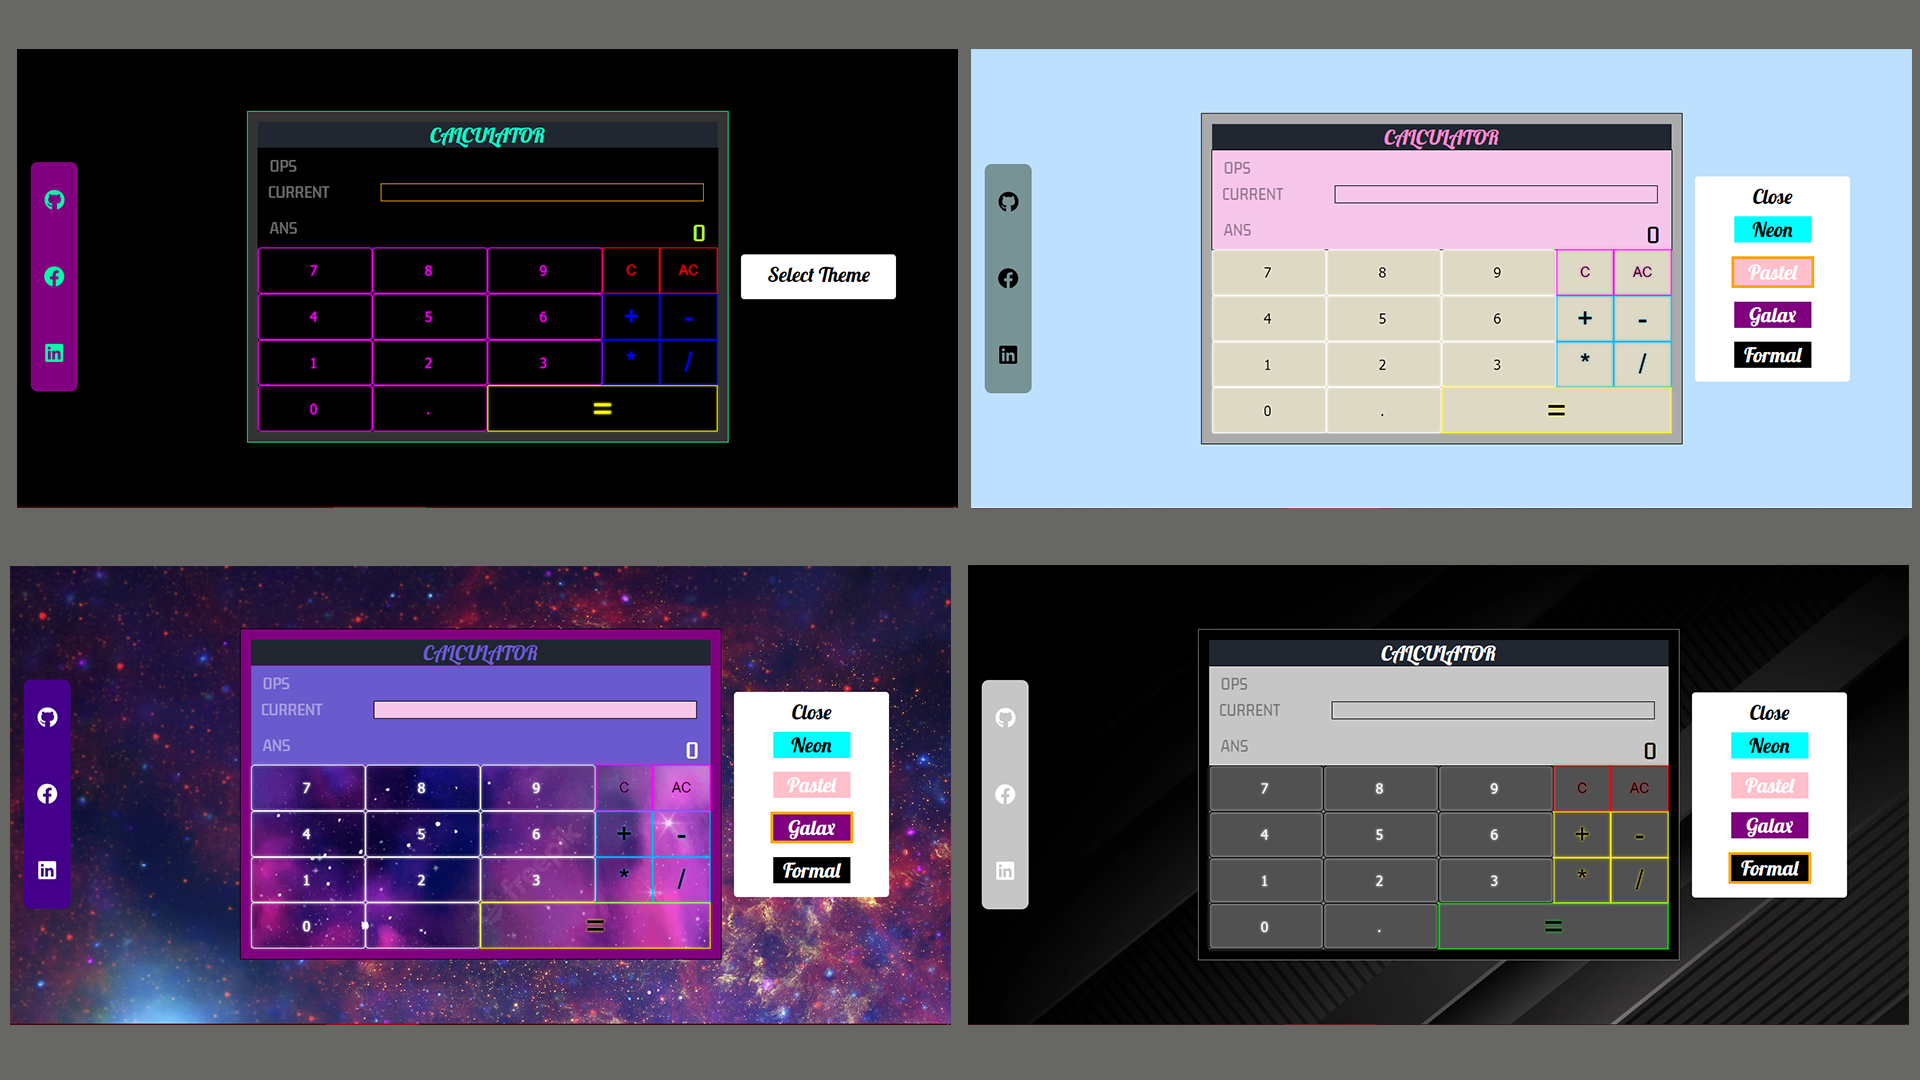 CALCULATOR
OPS
CURRENT
ANS
0
7 8 9 C AC
4 5 6 + -
1 2 3 * /
0 . =
Select Theme
CALCULATOR
OPS
CURRENT
ANS
0
7 8 9 C AC
4 5 6 + -
1 2 3 * /
0 . =
Close
Neon
Pastel
Galax
Formal
CALCULATOR
OPS
CURRENT
ANS
0
7 8 9 C AC
4 5 6 + -
1 2 3 * /
0 . =
Close
Neon
Pastel
Galax
Formal
CALCULATOR
OPS
CURRENT
ANS
0
7 8 9 C AC
4 5 6 + -
1 2 3 * /
0 . =
Close
Neon
Pastel
Galax
Formal